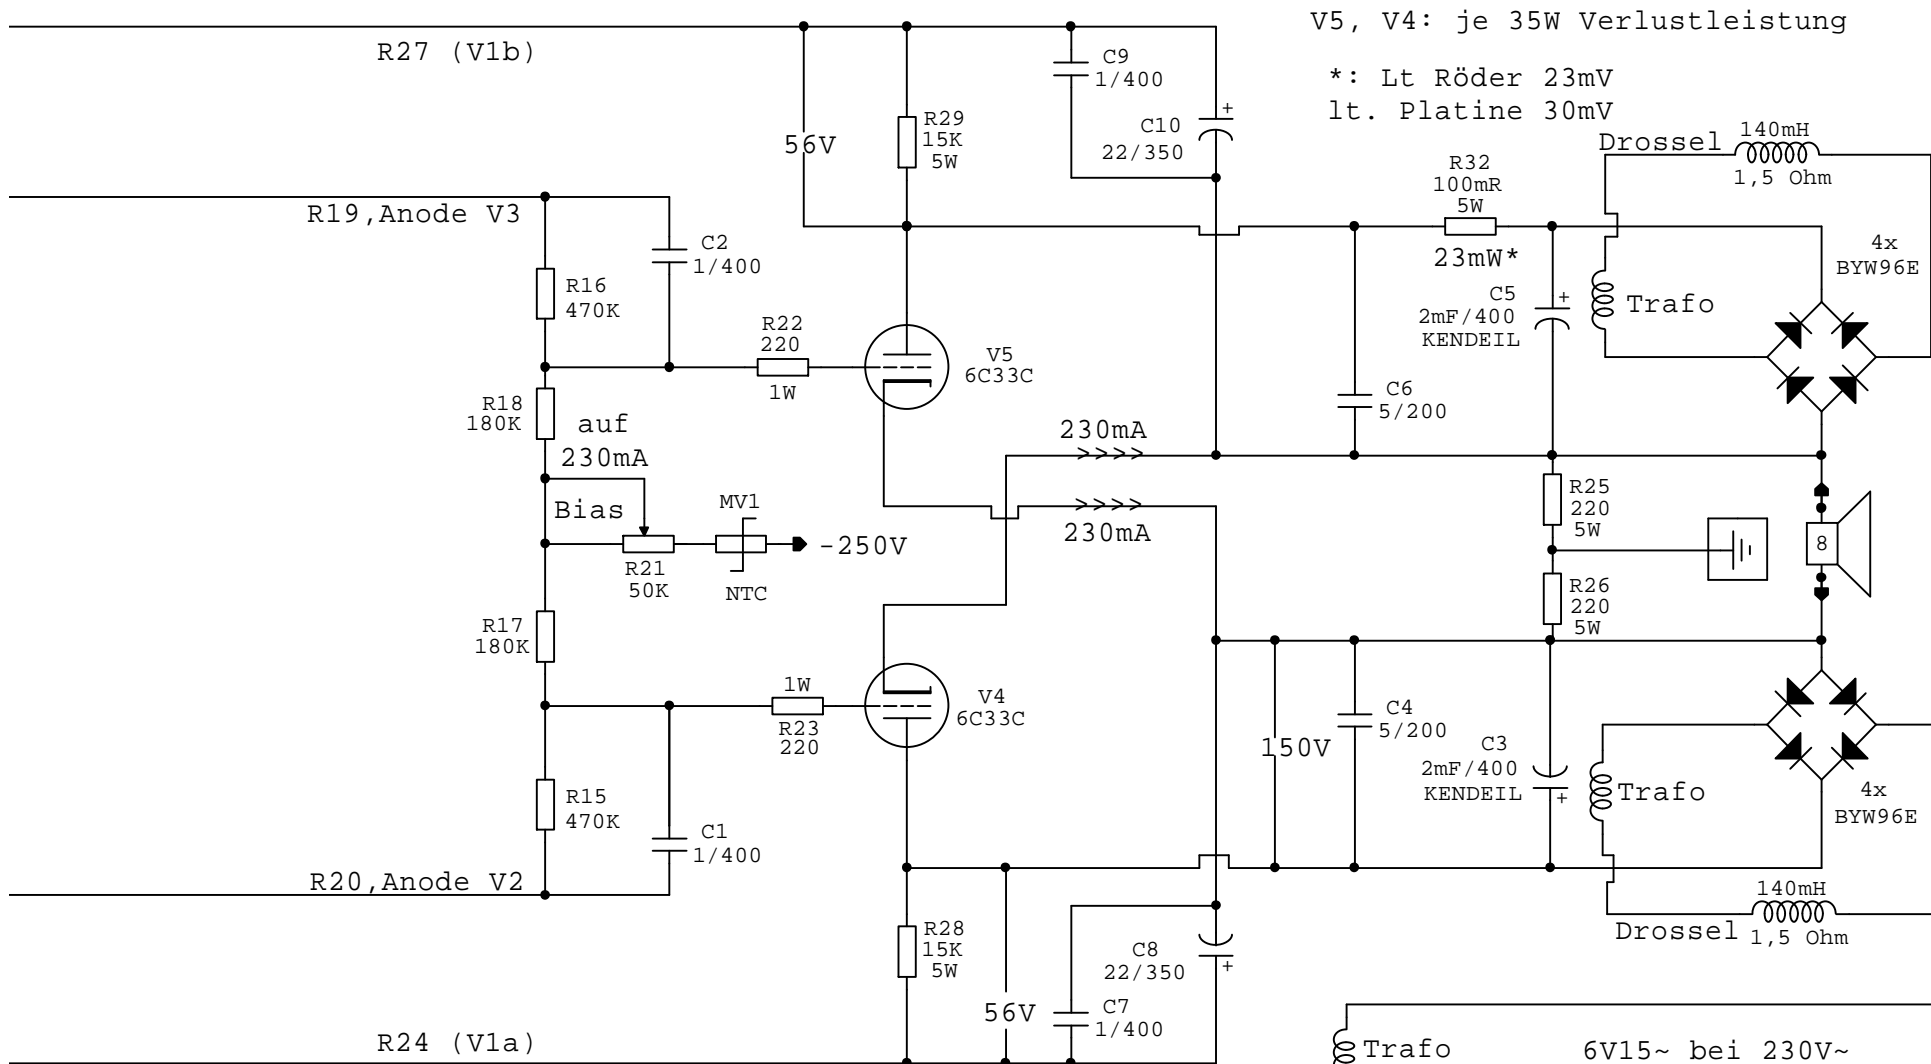 V5, V4: je 35W Verlustleistung
R27 (V1b)
C9
1/400
*: Lt Röder 23mV
lt. Platine 30mV
R29
15K
5W
56V
C10
+
22/350
Drossel
140mH
1,5 Ohm
R32
100mR
5W
23mW*
R19,Anode V3
C2
1/400
4x
BYW96E
R16
470K
C5
+
2mF/400
KENDEIL
Trafo
R22
220
1W
V5
6C33C
C6
5/200
R18
180K
auf
230mA
230mA
>>>>
Bias
MV1
-250V
>>>>
230mA
R25
220
5W
8
R21
50K
NTC
R26
220
5W
R17
180K
1W
R23
220
V4
6C33C
C4
5/200
150V
C3
2mF/400
KENDEIL
+
Trafo
4x
BYW96E
R15
470K
C1
1/400
R20,Anode V2
140mH
Drossel
1,5 Ohm
R28
15K
5W
C8
22/350
+
56V
C7
1/400
R24 (V1a)
Trafo
6V15~ bei 230V~